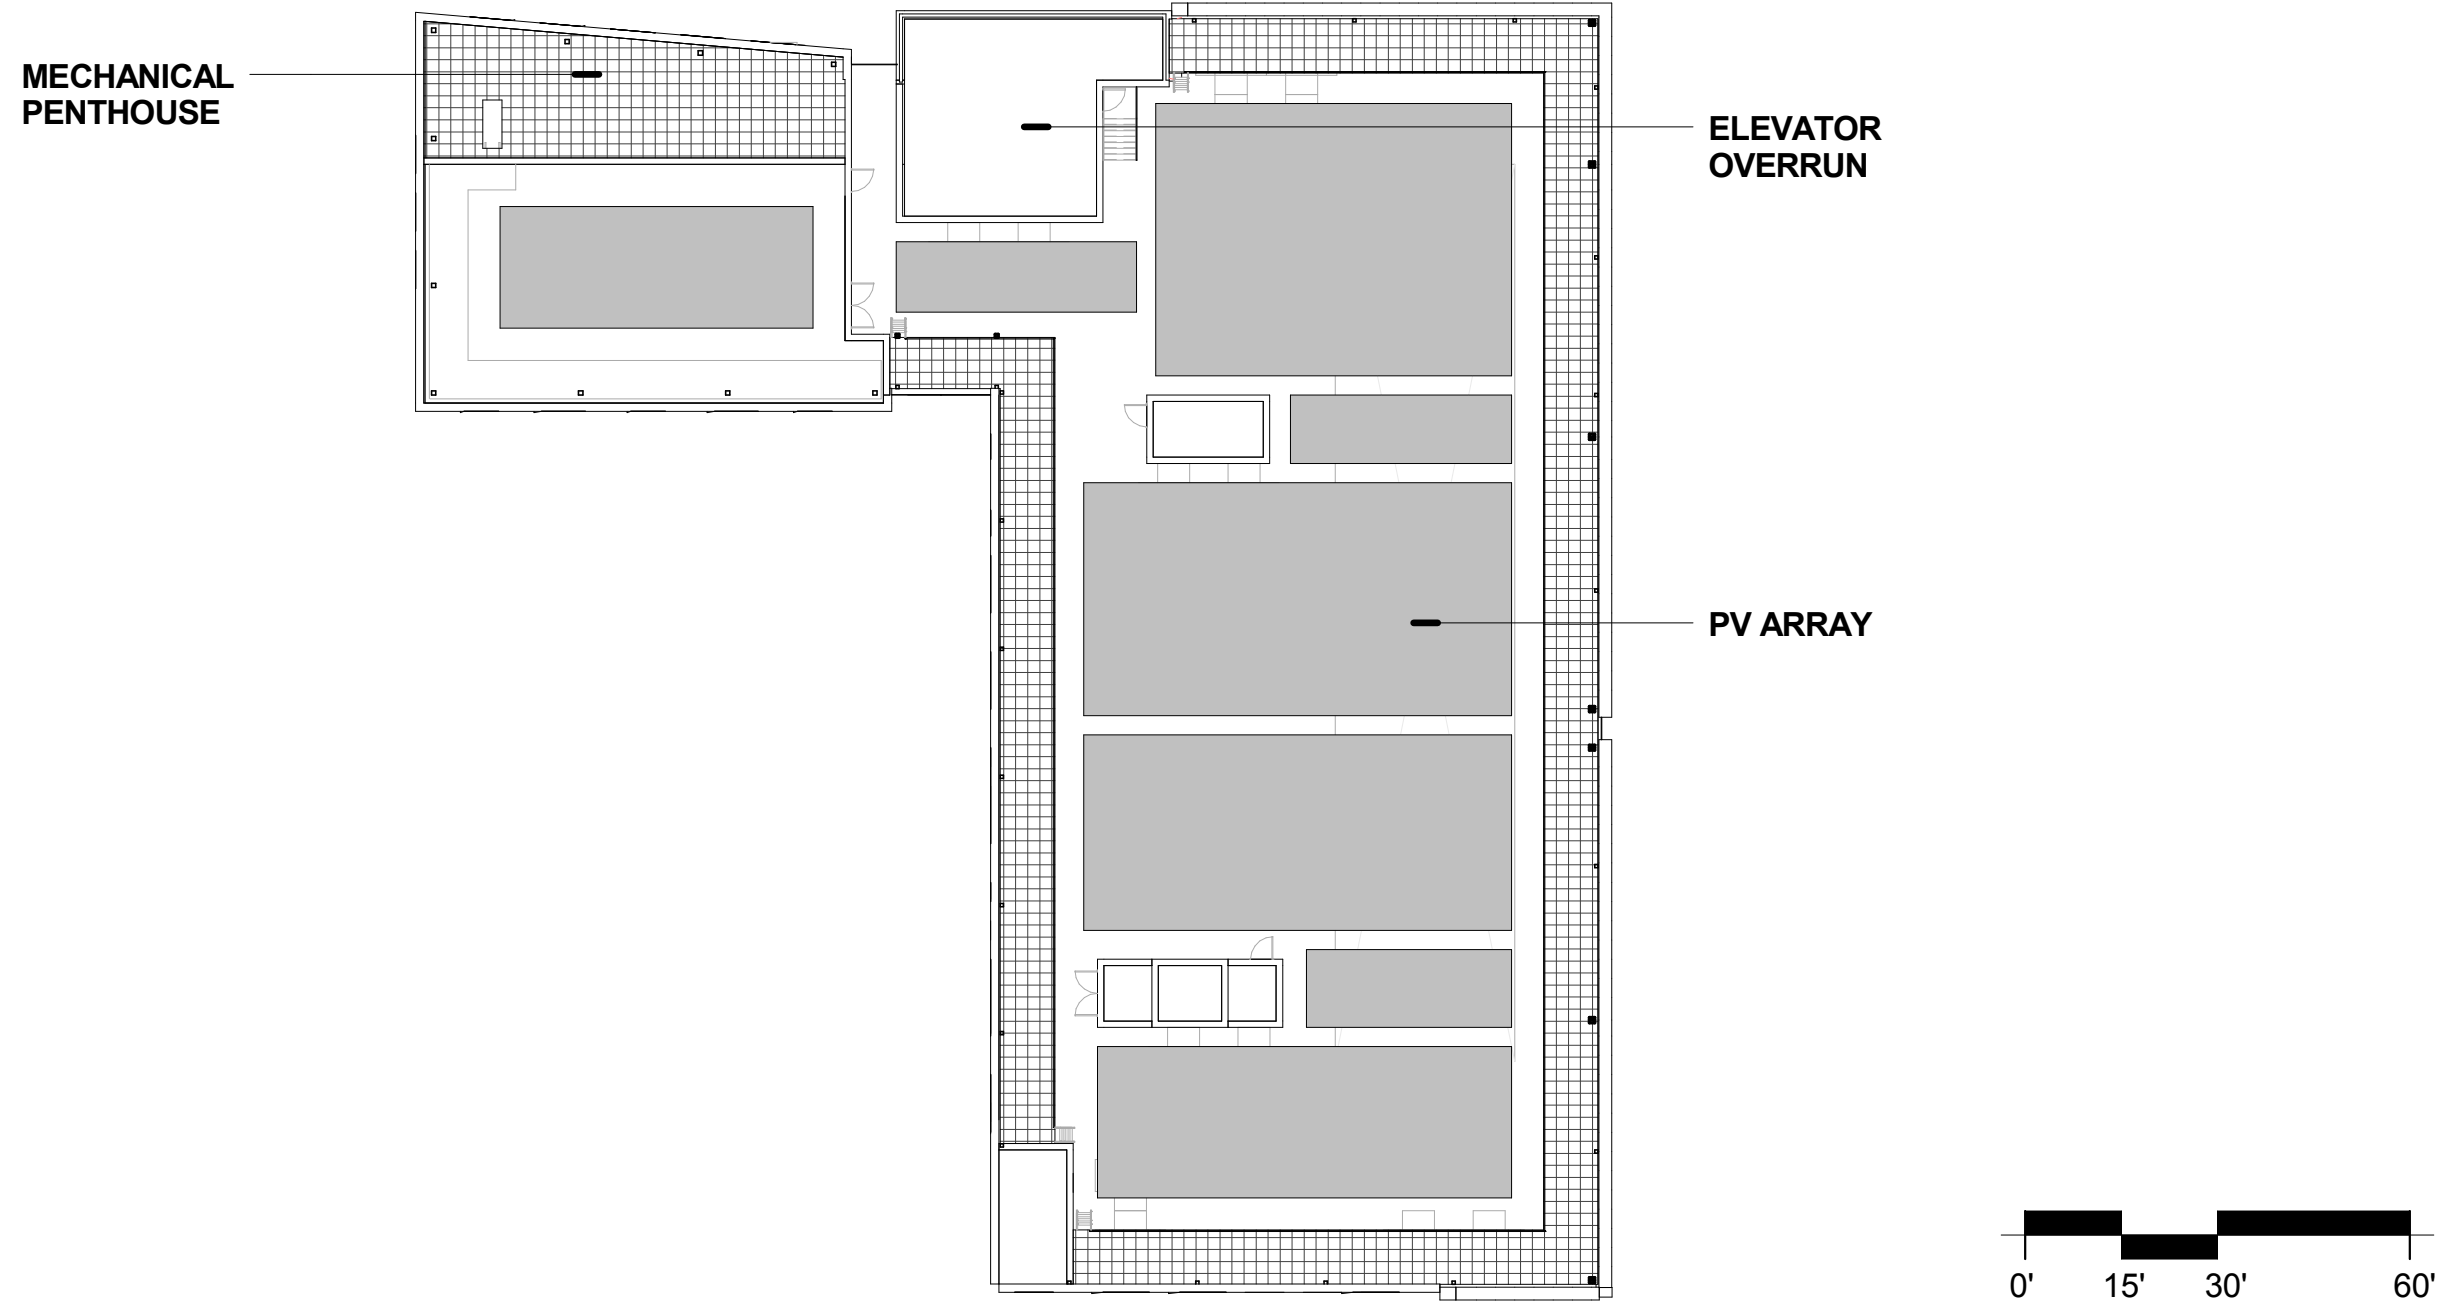 MECHANICAL
PENTHOUSE
ELEVATOR
OVERRUN
PV ARRAY
0' 15' 30' 60'